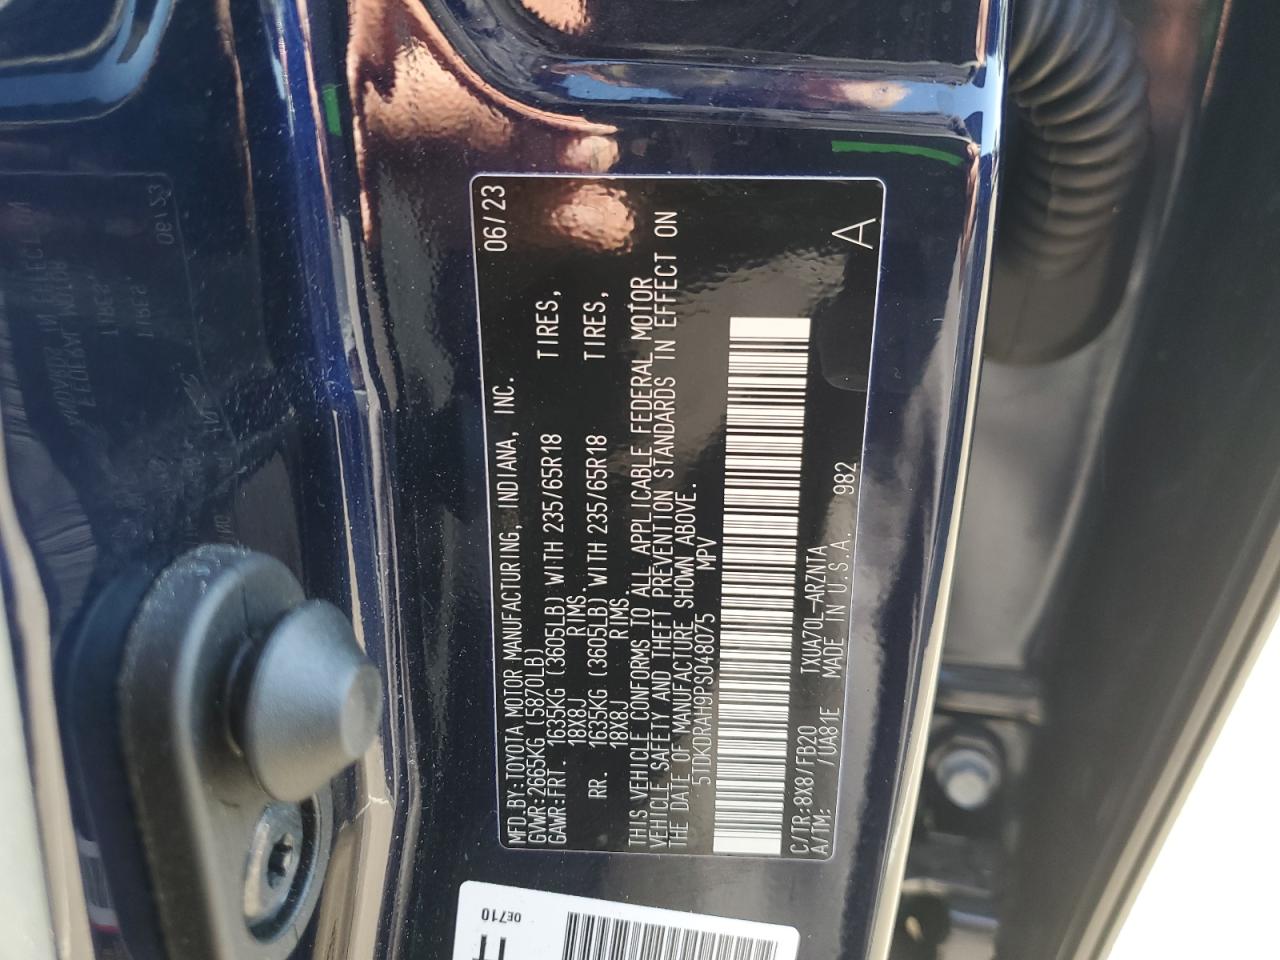 MFD.BY:TOYOTA MOTOR MANUFACTURING, INDIANA, INC. 06/23
GVWR:2665KG (5870LB)
GAWR:FRT. 1635KG (3605LB) WITH 235/65R18 TIRES,
18X8J RIMS.
RR. 1635KG (3605LB) WITH 235/65R18 TIRES,
18X8J RIMS.
THIS VEHICLE CONFORMS TO ALL APPLICABLE FEDERAL MOTOR
VEHICLE SAFETY AND THEFT PREVENTION STANDARDS IN EFFECT ON
THE DATE OF MANUFACTURE SHOWN ABOVE.
5TDKDRAH9PS048075 MPV
C/TR:8X8/FB20 TXUA70L-ARZNTA
A/TM: /UA81E MADE IN U.S.A. 982 A
0E710